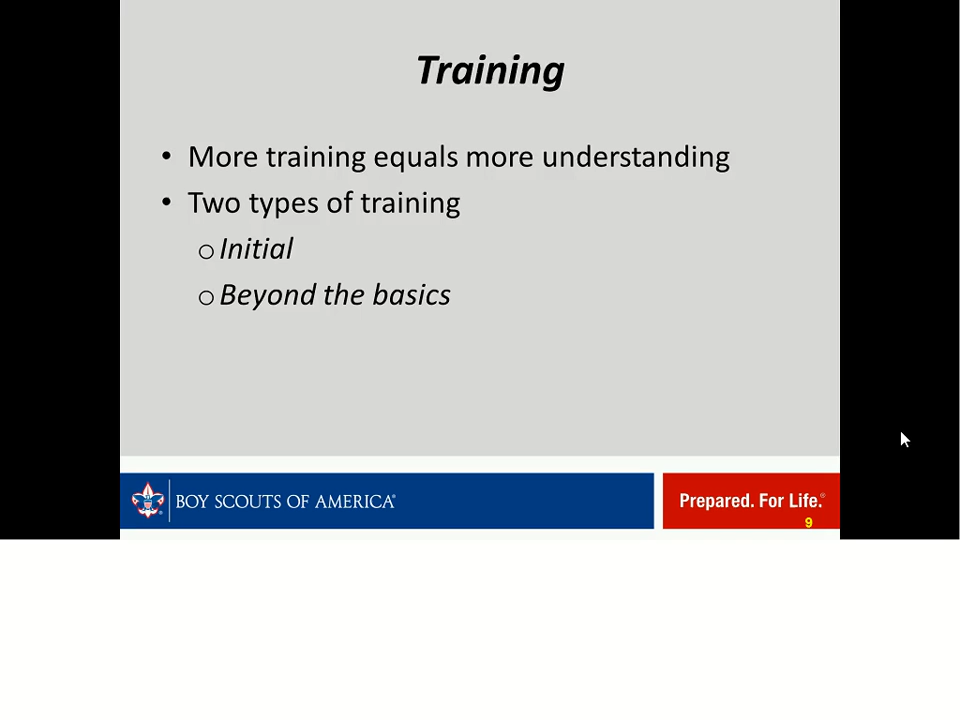 Training
• More training equals more understanding
• Two types of training
o Initial
o Beyond the basics
BOY SCOUTS OF AMERICA®
Prepared. For Life.®
9